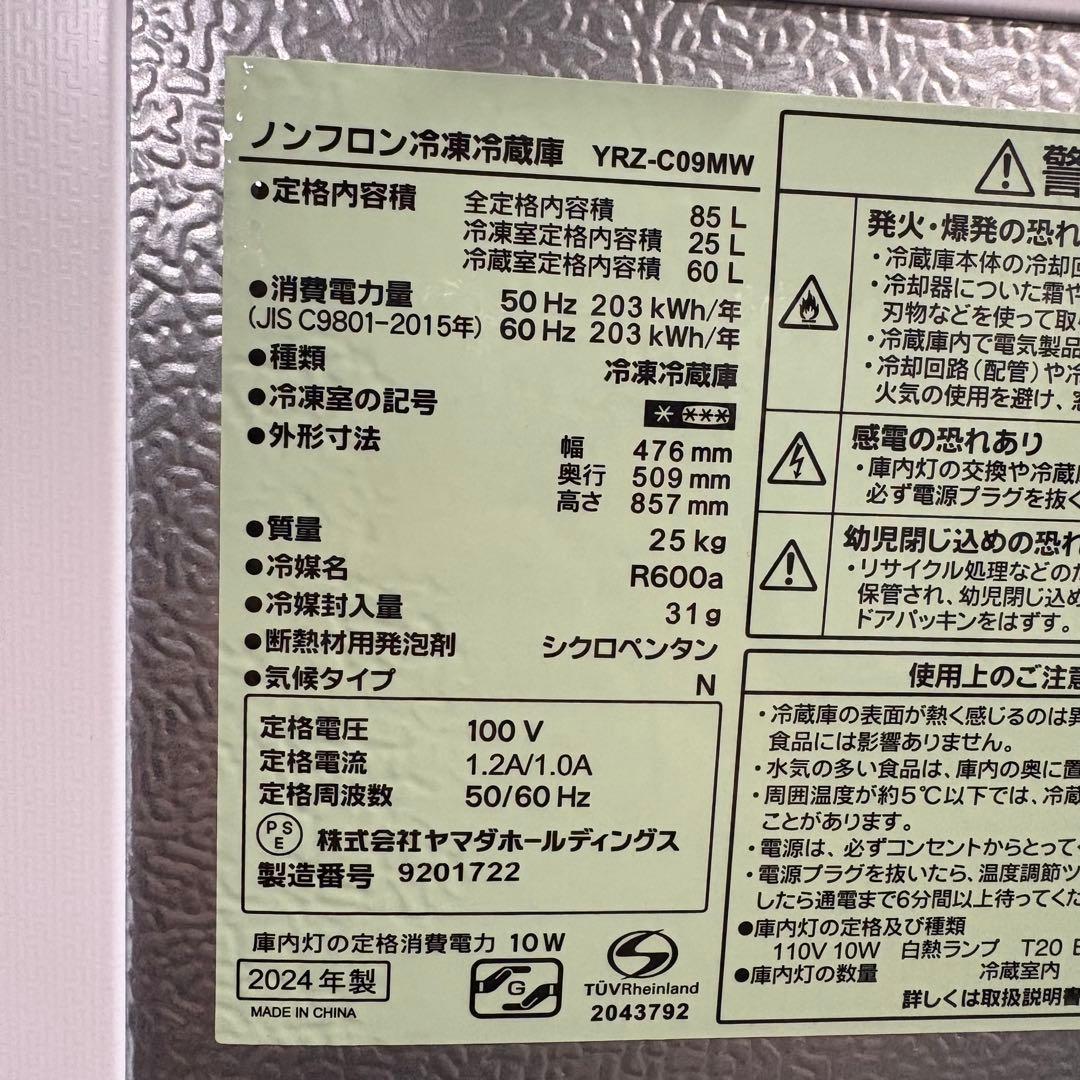 ノンフロン冷凍冷蔵庫 YRZ-C09MW
●定格内容積 全定格内容積 85 L
冷凍室定格内容積 25 L
冷蔵室定格内容積 60 L
●消費電力量 50 Hz 203 kWh/年
(JIS C9801-2015年) 60 Hz 203 kWh/年
●種類 冷凍冷蔵庫
●冷凍室の記号 * ***
●外形寸法 幅 476 mm
奥行 509 mm
高さ 857 mm
●質量 25 kg
●冷媒名 R600a
●冷媒封入量 31 g
●断熱材用発泡剤 シクロペンタン
●気候タイプ N
定格電圧 100 V
定格電流 1.2A/1.0A
定格周波数 50/60 Hz
PSE 株式会社ヤマダホールディングス
製造番号 9201722
庫内灯の定格消費電力 10W
2024年製
MADE IN CHINA
G
TÜVRheinland
2043792
警
発火・爆発の恐れ
・冷蔵庫本体の冷却回
・冷却器についた霜や
刃物などを使って取
・冷蔵庫内で電気製品
・冷却回路(配管)や
火気の使用を避け、
感電の恐れあり
・庫内灯の交換や冷蔵庫
必ず電源プラグを抜く
幼児閉じ込めの恐れ
・リサイクル処理などのた
保管され、幼児閉じ込め
ドアパッキンをはずす。
使用上のご注意
・冷蔵庫の表面が熱く感じるのは異
食品には影響ありません。
・水気の多い食品は、庫内の奥に置
・周囲温度が約5℃以下では、冷蔵
ことがあります。
・電源は、必ずコンセントからとって
・電源プラグを抜いたら、温度調節ツ
したら通電まで6分間以上待ってくだ
●庫内灯の定格及び種類
110V 10W 白熱ランプ T20
●庫内灯の数量 冷蔵室内
詳しくは取扱説明書